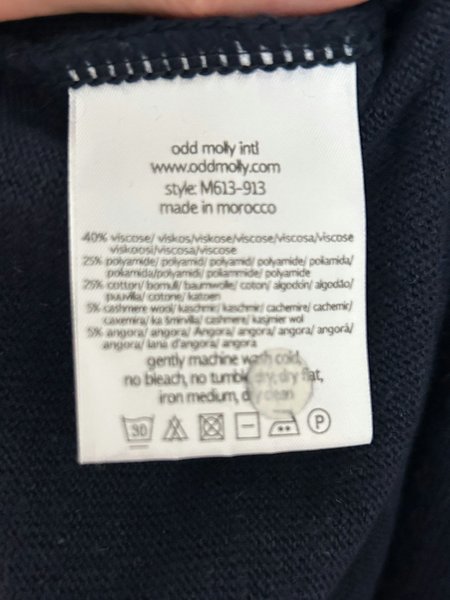 odd molly intl
www.oddmolly.com
style: M613-913
made in morocco
40% viscose/ viskos/viskose/viscose/viscosa/viscose
viskoosi/viscosa/viscose
25% polyamide/ polyamid/ polyamid/ polyamide/ poliamida/
poliamida/polyamid/ poliammide/ polyamide
25% cotton/ bomull/ baumwolle/ coton/ algodón/ algodão/
puuvilla/ cotone/ katoen
5% cashmere wool/ kaschmir/ kaschmir/ cachemire/ cachemir/
caxemira/ cashmere/ kasjmier wol
5% angora/ angora/ Angora/ angora/ angora/ angorá/
angora/ lana d'angora/ angora
gently machine wash cold,
no bleach, no tumble dry, dry flat,
iron medium, dry clean
30 P